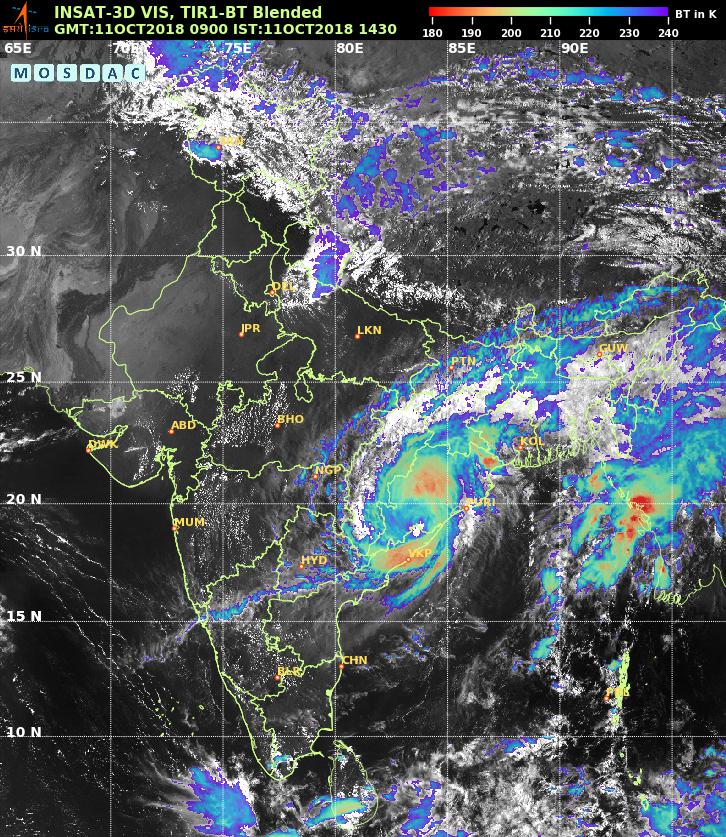 INSAT-3D VIS, TIR1-BT Blended
GMT:11OCT2018 0900 IST:11OCT2018 1430
BT in K
180 190 200 210 220 230 240
65E 70E 75E 80E 85E 90E
M O S D A C
30 N
DEL
JPR LKN
PTN GUW
25 N
ABD BHO
DWK KOL
NGP
20 N
PURI
MUM
HYD VKP
15 N
CHN
BLR
10 N